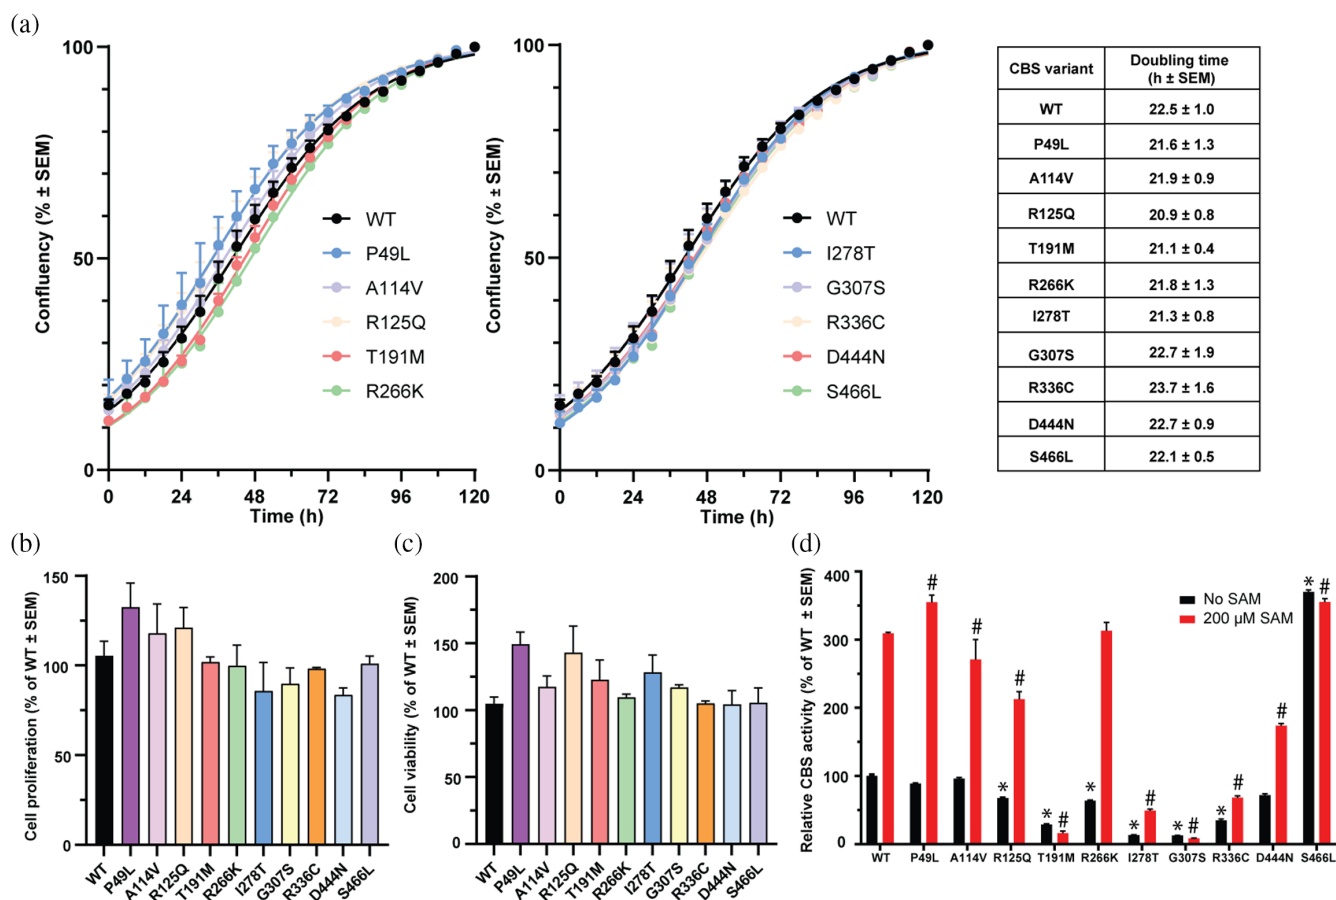 (a)
100
50
0
Confluency (% ± SEM)
0 24 48 72 96 120
Time (h)
WT
P49L
A114V
R125Q
T191M
R266K
100
50
0
Confluency (% ± SEM)
0 24 48 72 96 120
Time (h)
WT
I278T
G307S
R336C
D444N
S466L
CBS variant Doubling time
(h ± SEM)
WT 22.5 ± 1.0
P49L 21.6 ± 1.3
A114V 21.9 ± 0.9
R125Q 20.9 ± 0.8
T191M 21.1 ± 0.4
R266K 21.8 ± 1.3
I278T 21.3 ± 0.8
G307S 22.7 ± 1.9
R336C 23.7 ± 1.6
D444N 22.7 ± 0.9
S466L 22.1 ± 0.5
(b)
150
100
50
0
Cell proliferation (% of WT ± SEM)
WT P49L A114V R125Q T191M R266K I278T G307S R336C D444N S466L
(c)
200
150
100
50
0
Cell viability (% of WT ± SEM)
WT P49L A114V R125Q T191M R266K I278T G307S R336C D444N S466L
(d)
400
300
200
100
0
Relative CBS activity (% of WT ± SEM)
No SAM
200 µM SAM
# # * # * # * * # * # * # # * #
WT P49L A114V R125Q T191M R266K I278T G307S R336C D444N S466L